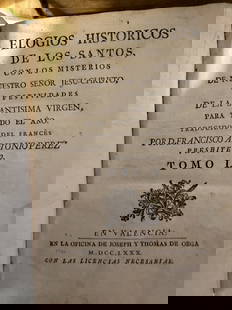 ELOGIOS HISTORICOS
DE LOS SANTOS,
CON LOS MISTERIOS
DE NUESTRO SEÑOR JESU-CHRISTO,
Y FESTIVIDADES
DE LA SANTISIMA VIRGEN,
PARA TODO EL AÑO.
TRADUCIDOS DEL FRANCÉS
POR D. FRANCISCO ANTONIO PEREZ,
PRESBITERO.
TOMO I.
EN VALENCIA:
EN LA OFICINA DE JOSEPH Y THOMAS DE ORGA
M.DCC.LXXX.
CON LAS LICENCIAS NECESARIAS.